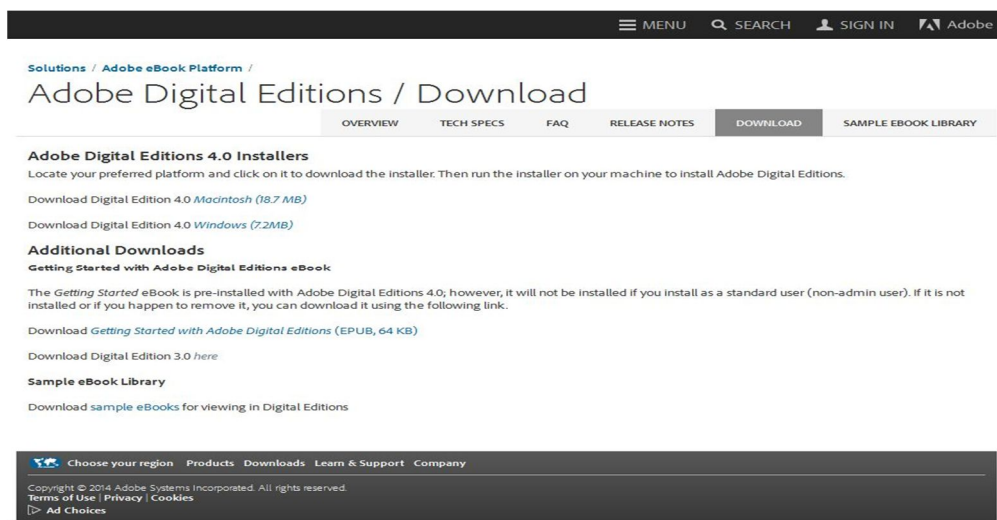 MENU SEARCH SIGN IN Adobe
Solutions / Adobe eBook Platform /
Adobe Digital Editions / Download
OVERVIEW TECH SPECS FAQ RELEASE NOTES DOWNLOAD SAMPLE EBOOK LIBRARY
Adobe Digital Editions 4.0 Installers
Locate your preferred platform and click on it to download the installer. Then run the installer on your machine to install Adobe Digital Editions.
Download Digital Edition 4.0 Macintosh (18.7 MB)
Download Digital Edition 4.0 Windows (7.2MB)
Additional Downloads
Getting Started with Adobe Digital Editions eBook
The Getting Started eBook is pre-installed with Adobe Digital Editions 4.0; however, it will not be installed if you install as a standard user (non-admin user). If it is not
installed or if you happen to remove it, you can download it using the following link.
Download Getting Started with Adobe Digital Editions (EPUB, 64 KB)
Download Digital Edition 3.0 here
Sample eBook Library
Download sample eBooks for viewing in Digital Editions
Choose your region Products Downloads Learn & Support Company
Copyright © 2014 Adobe Systems Incorporated. All rights reserved.
Terms of Use | Privacy | Cookies
Ad Choices